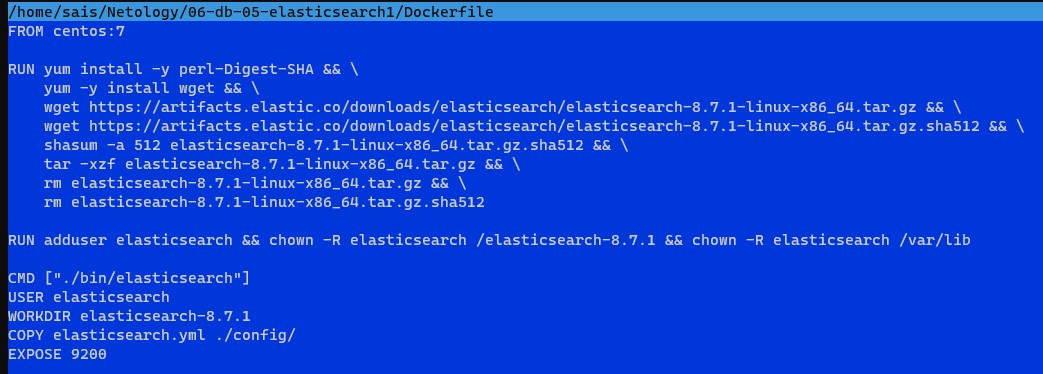 /home/sais/Netology/06-db-05-elasticsearch1/Dockerfile
FROM centos:7
RUN yum install -y perl-Digest-SHA && \
yum -y install wget && \
wget https://artifacts.elastic.co/downloads/elasticsearch/elasticsearch-8.7.1-linux-x86_64.tar.gz && \
wget https://artifacts.elastic.co/downloads/elasticsearch/elasticsearch-8.7.1-linux-x86_64.tar.gz.sha512 && \
shasum -a 512 elasticsearch-8.7.1-linux-x86_64.tar.gz.sha512 && \
tar -xzf elasticsearch-8.7.1-linux-x86_64.tar.gz && \
rm elasticsearch-8.7.1-linux-x86_64.tar.gz && \
rm elasticsearch-8.7.1-linux-x86_64.tar.gz.sha512
RUN adduser elasticsearch && chown -R elasticsearch /elasticsearch-8.7.1 && chown -R elasticsearch /var/lib
CMD ["./bin/elasticsearch"]
USER elasticsearch
WORKDIR elasticsearch-8.7.1
COPY elasticsearch.yml ./config/
EXPOSE 9200